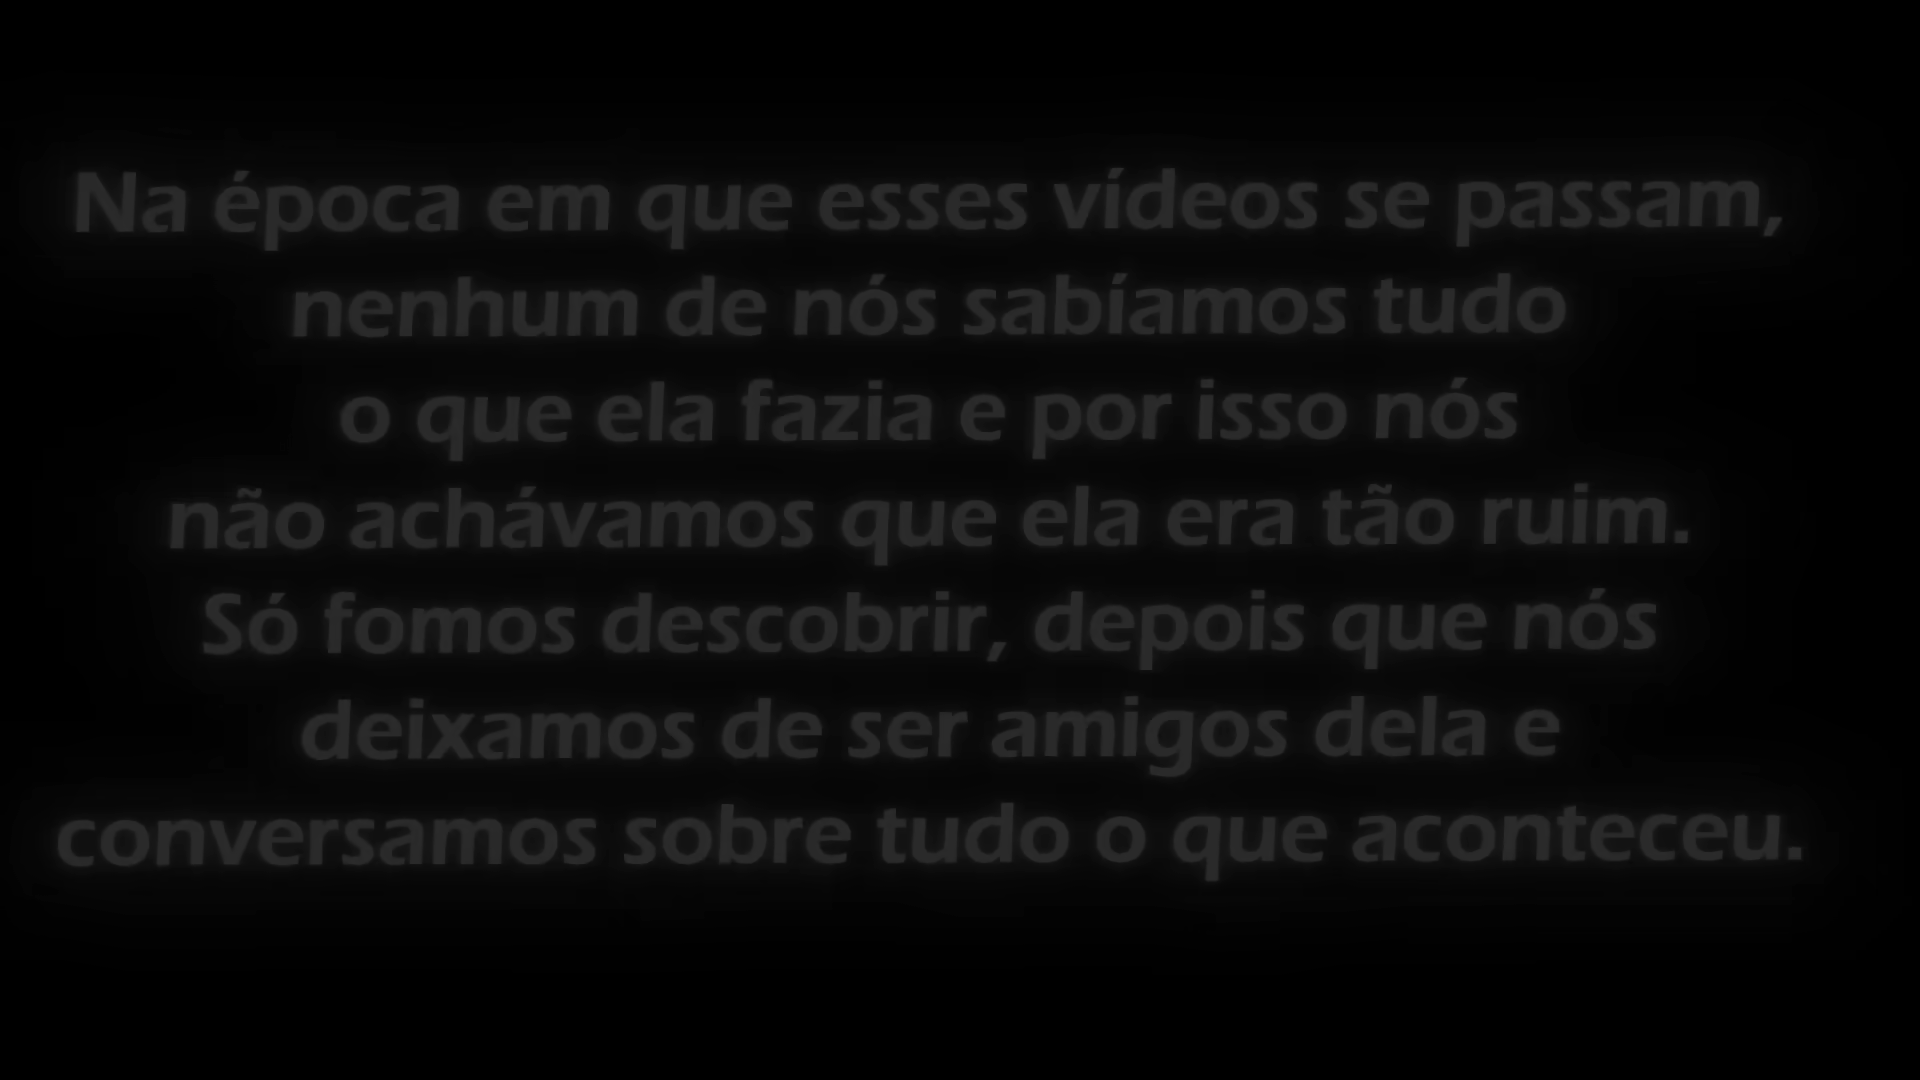 Na época em que esses vídeos se passam,
nenhum de nós sabíamos tudo
o que ela fazia e por isso nós
não achávamos que ela era tão ruim.
Só fomos descobrir, depois que nós
deixamos de ser amigos dela e
conversamos sobre tudo o que aconteceu.